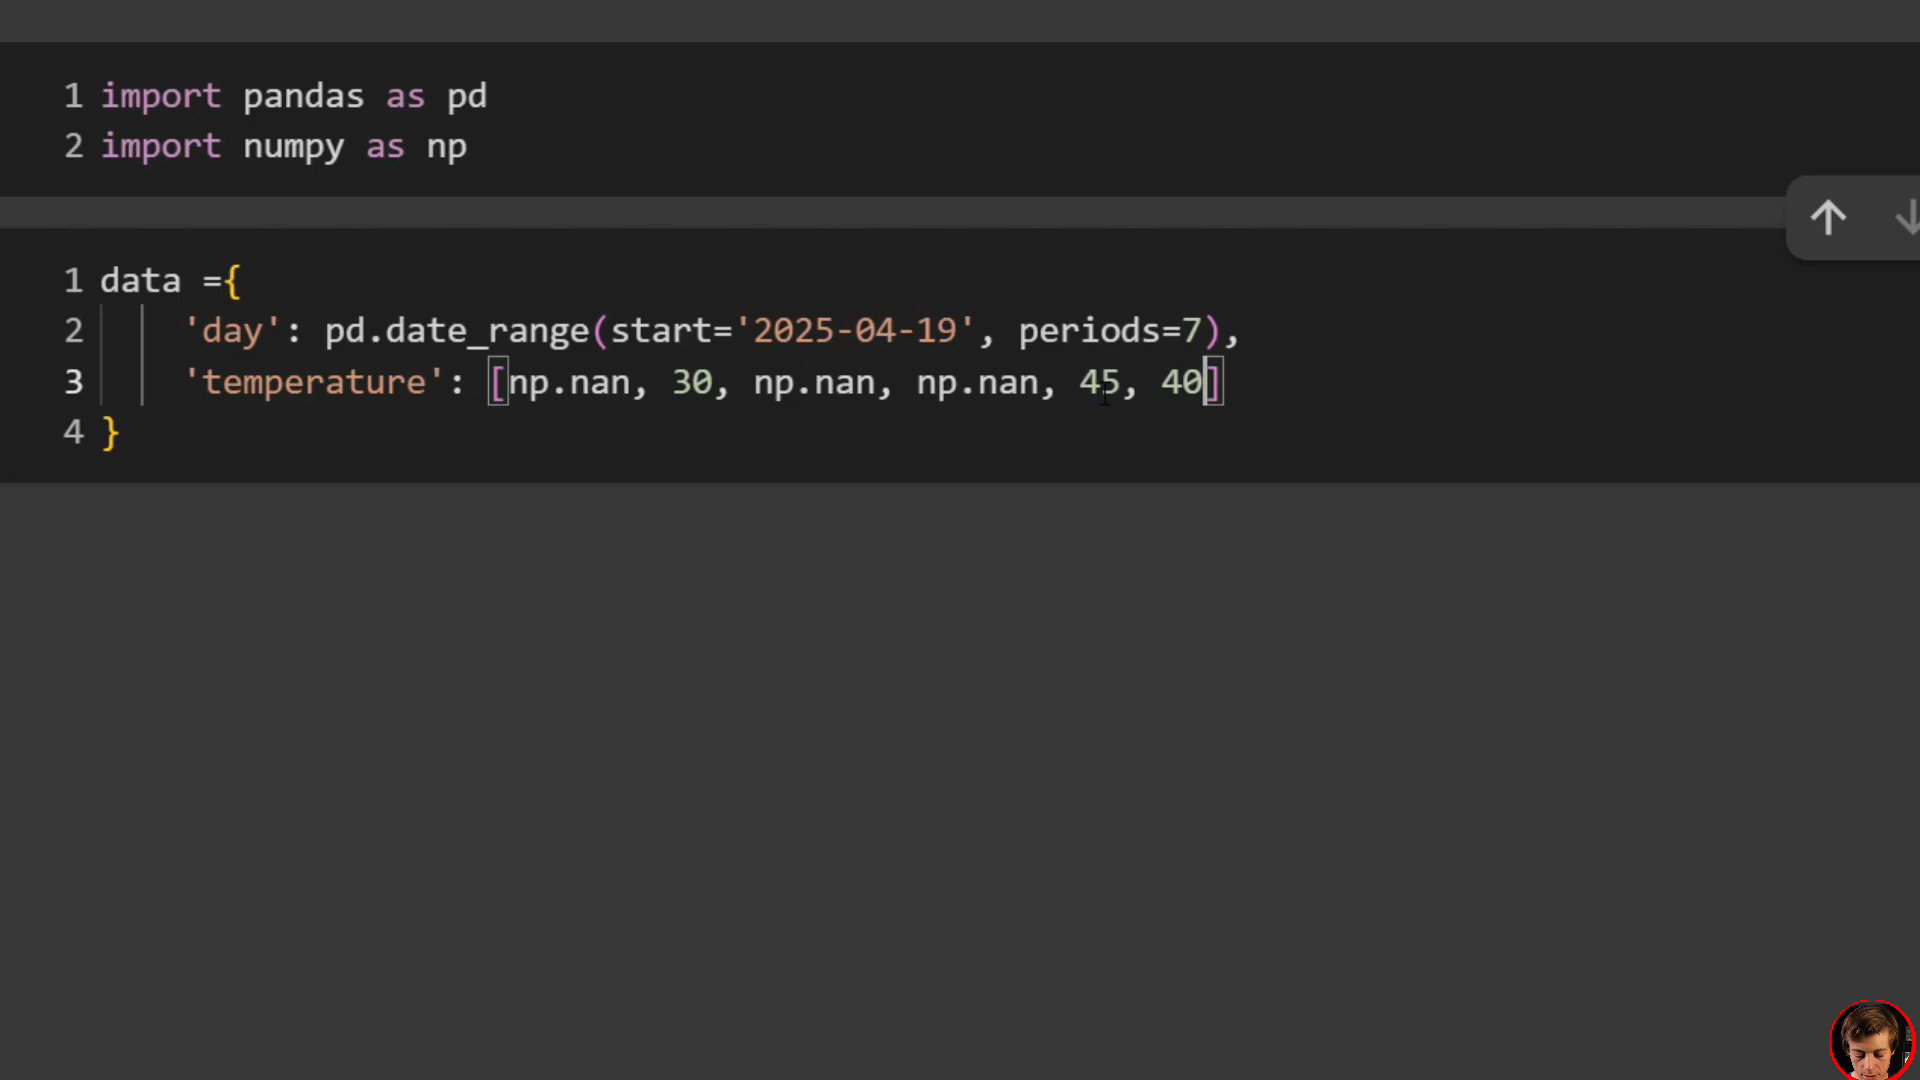 1 import pandas as pd
2 import numpy as np
1 data ={
2 'day': pd.date_range(start='2025-04-19', periods=7),
3 'temperature': [np.nan, 30, np.nan, np.nan, 45, 40]
4 }